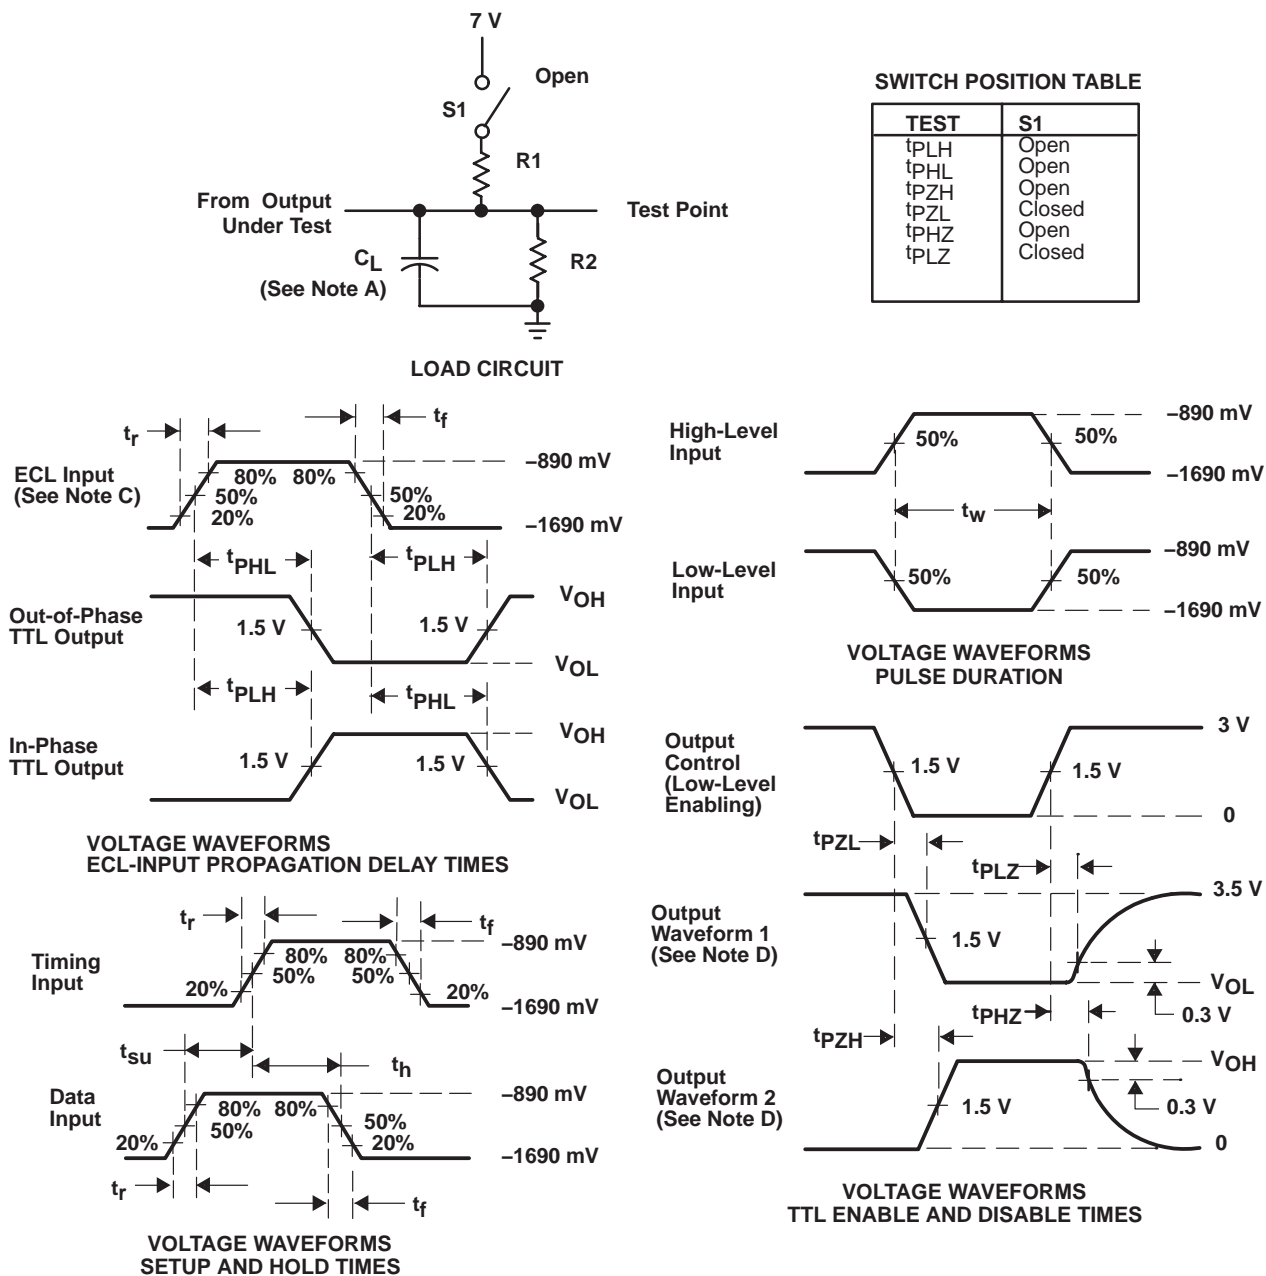 7 V
Open
S1
R1
From Output
Under Test
Test Point
CL
(See Note A)
R2
LOAD CIRCUIT
SWITCH POSITION TABLE
TEST S1
tPLH Open
tPHL Open
tPZH Open
tPZL Closed
tPHZ Open
tPLZ Closed
tr
tf
ECL Input
(See Note C)
80% 80%
50% 50%
20% 20%
–890 mV
–1690 mV
tPHL tPLH
Out-of-Phase
TTL Output
1.5 V 1.5 V
VOH
VOL
tPLH tPHL
In-Phase
TTL Output
1.5 V 1.5 V
VOH
VOL
VOLTAGE WAVEFORMS
ECL-INPUT PROPAGATION DELAY TIMES
tr
tf
Timing
Input
80% 80%
50% 50%
20% 20%
–890 mV
–1690 mV
tsu
th
Data
Input
80% 80%
50% 50%
20% 20%
–890 mV
–1690 mV
tr
tf
VOLTAGE WAVEFORMS
SETUP AND HOLD TIMES
High-Level
Input
50% 50%
–890 mV
–1690 mV
tw
Low-Level
Input
50% 50%
–890 mV
–1690 mV
VOLTAGE WAVEFORMS
PULSE DURATION
Output
Control
(Low-Level
Enabling)
1.5 V 1.5 V
3 V
0
tPZL
tPLZ
Output
Waveform 1
(See Note D)
1.5 V
3.5 V
VOL
0.3 V
tPHZ
tPZH
Output
Waveform 2
(See Note D)
1.5 V
VOH
0.3 V
0
VOLTAGE WAVEFORMS
TTL ENABLE AND DISABLE TIMES